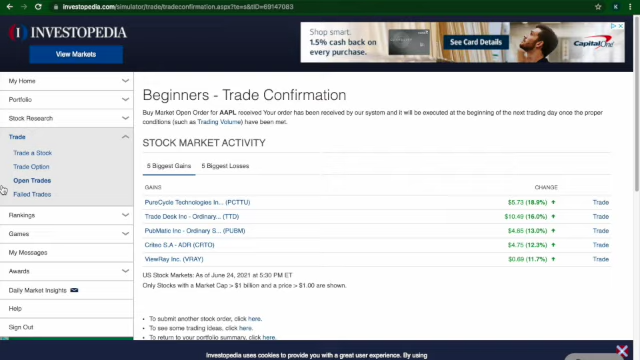 investopedia.com/simulator/trade/tradeconfirmation.aspx?te=s&tID=69147083
INVESTOPEDIA
View Markets
Shop smart.
1.5% cash back on every purchase.
See Card Details
Capital One
My Home
Portfolio
Stock Research
Trade
Trade a Stock
Trade Option
Open Trades
Failed Trades
Rankings
Games
My Messages
Awards
Daily Market Insights
Help
Sign Out
Beginners - Trade Confirmation
Buy Market Open Order for AAPL received Your order has been received by our system and it will be executed at the beginning of the next trading day once the proper
conditions (such as Trading Volume) have been met.
STOCK MARKET ACTIVITY
5 Biggest Gains 5 Biggest Losses
GAINS CHANGE
PureCycle Technologies In... (PCTTU) $5.73 (18.9%) Trade
Trade Desk Inc - Ordinary... (TTD) $10.49 (16.0%) Trade
PubMatic Inc - Ordinary S... (PUBM) $4.65 (13.0%) Trade
Criteo S.A - ADR (CRTO) $4.75 (12.3%) Trade
ViewRay Inc. (VRAY) $0.69 (11.7%) Trade
US Stock Markets: As of June 24, 2021 at 5:30 PM ET
Only Stocks with a Market Cap > $1 billion and a price > $1.00 are shown.
• To submit another stock order, click here.
• To see some trading ideas, click here.
• To return to your portfolio summary, click here.
Investopedia uses cookies to provide you with a great user experience. By using